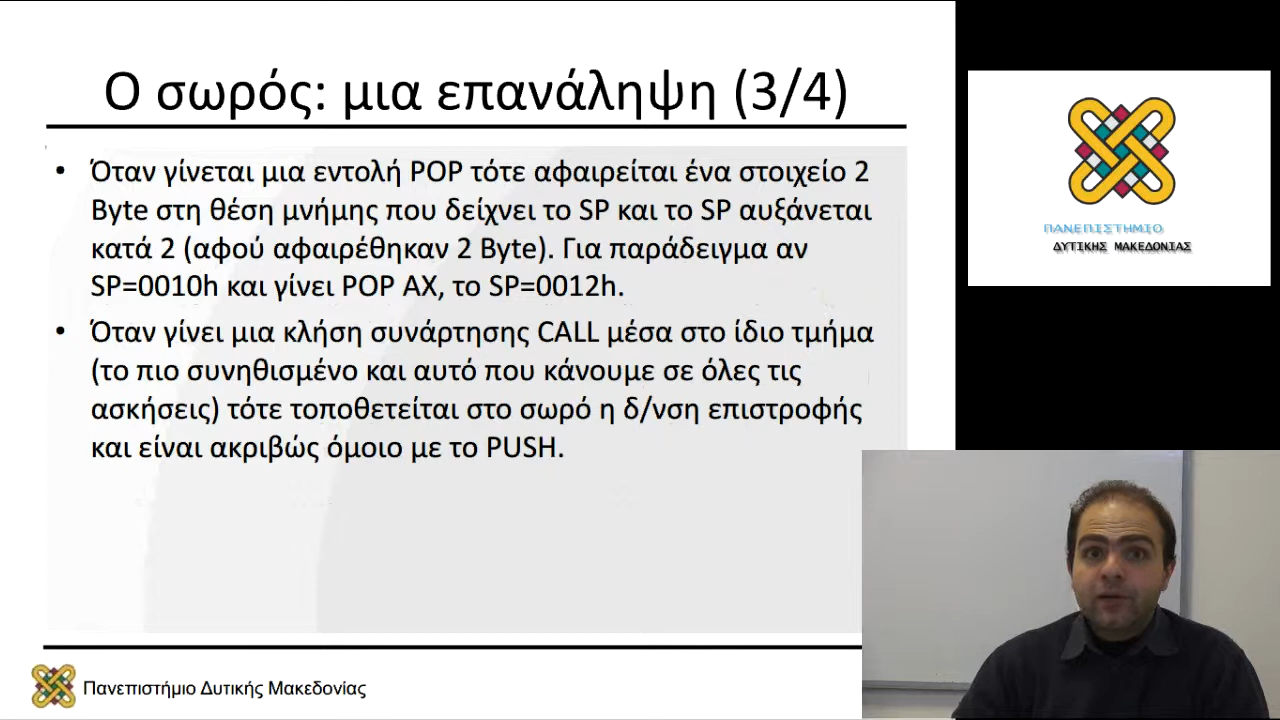 Ο σωρός: μια επανάληψη (3/4)
• Όταν γίνεται μια εντολή POP τότε αφαιρείται ένα στοιχείο 2
Byte στη θέση μνήμης που δείχνει το SP και το SP αυξάνεται
κατά 2 (αφού αφαιρέθηκαν 2 Byte). Για παράδειγμα αν
SP=0010h και γίνει POP AX, το SP=0012h.
• Όταν γίνει μια κλήση συνάρτησης CALL μέσα στο ίδιο τμήμα
(το πιο συνηθισμένο και αυτό που κάνουμε σε όλες τις
ασκήσεις) τότε τοποθετείται στο σωρό η δ/νση επιστροφής
και είναι ακριβώς όμοιο με το PUSH.
Πανεπιστήμιο Δυτικής Μακεδονίας
ΠΑΝΕΠΙΣΤΗΜΙΟ
ΔΥΤΙΚΗΣ ΜΑΚΕΔΟΝΙΑΣ